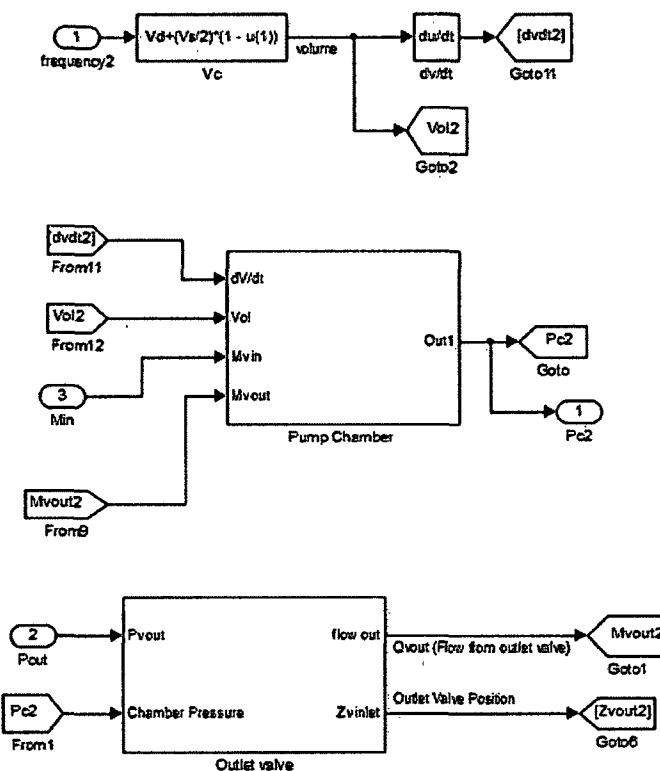 1
frequency2
Vd+(Vs/2)*(1 - u(1))
Vc
volume
du/dt
dv/dt
[dvdt2]
Goto11
Vol2
Goto2
[dvdt2]
From11
Vol2
From12
3
Min
Mvout2
From9
dV/dt
Vol
Mvin
Mvout
Out1
Pump Chamber
Pc2
Goto
1
Pc2
2
Pout
Pc2
From1
Pvout
Chamber Pressure
flow out
Zvinlet
Outlet valve
Qvout (Flow from outlet valve)
Outlet Valve Position
Mvout2
Goto1
[Zvout2]
Goto6